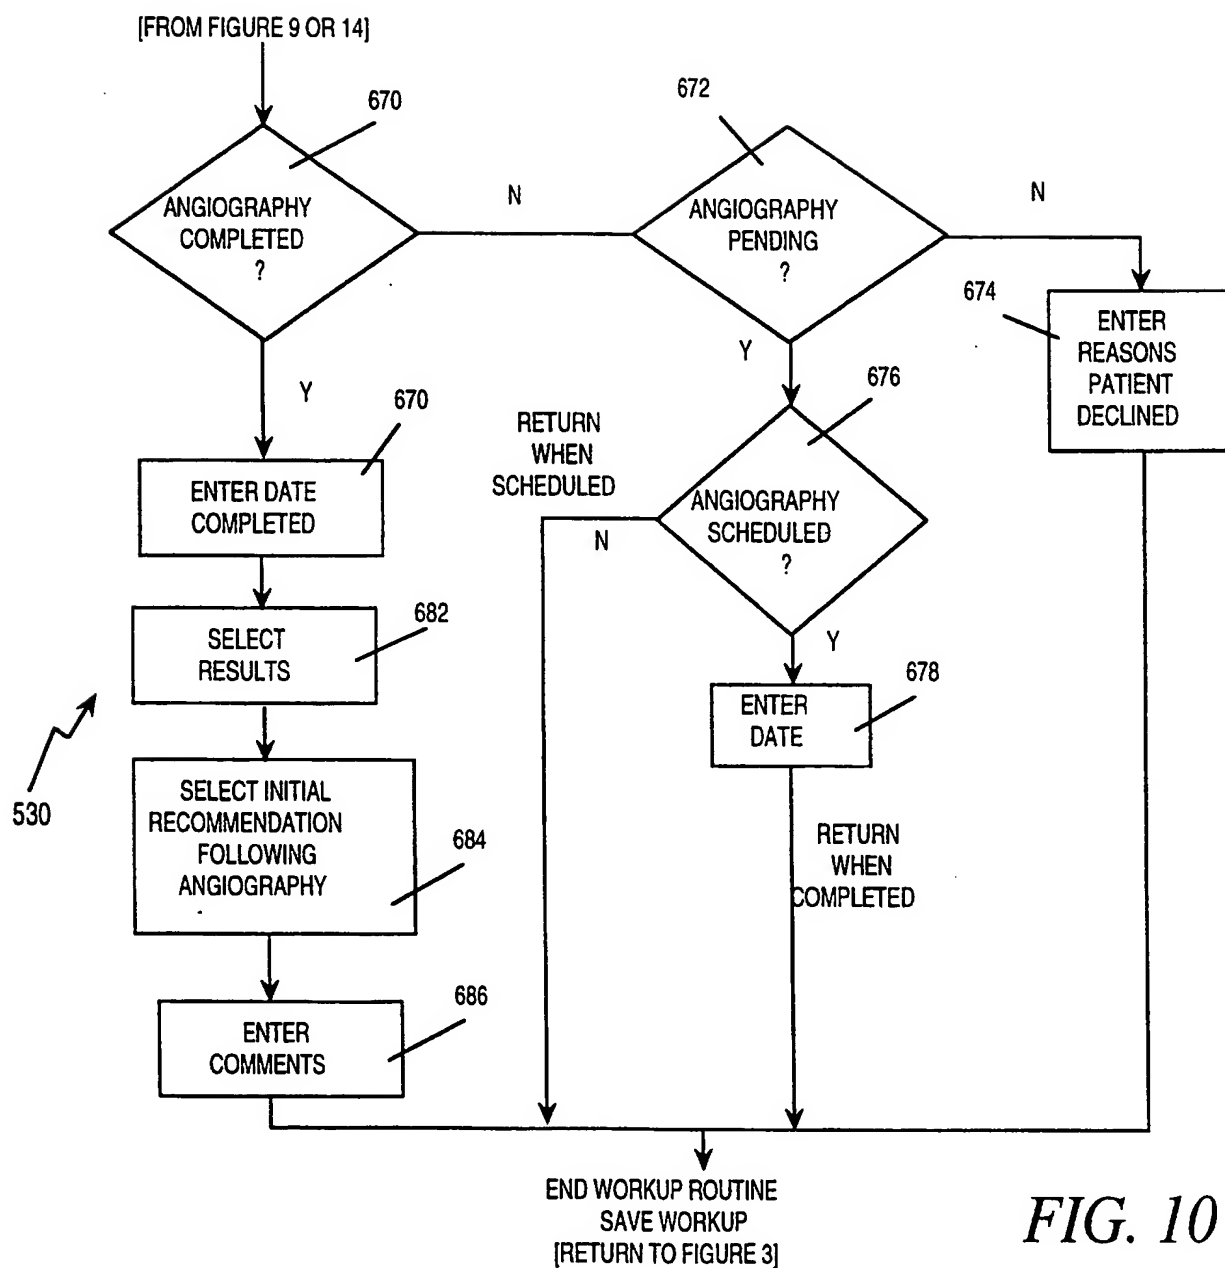 [FROM FIGURE 9 OR 14]
670
ANGIOGRAPHY
COMPLETED
?
N
672
ANGIOGRAPHY
PENDING
?
N
674
ENTER
REASONS
PATIENT
DECLINED
Y
670
ENTER DATE
COMPLETED
Y
676
ANGIOGRAPHY
SCHEDULED
?
RETURN
WHEN
SCHEDULED
N
Y
682
SELECT
RESULTS
678
ENTER
DATE
530
SELECT INITIAL
RECOMMENDATION
FOLLOWING
ANGIOGRAPHY
684
RETURN
WHEN
COMPLETED
686
ENTER
COMMENTS
END WORKUP ROUTINE
SAVE WORKUP
[RETURN TO FIGURE 3]
FIG. 10